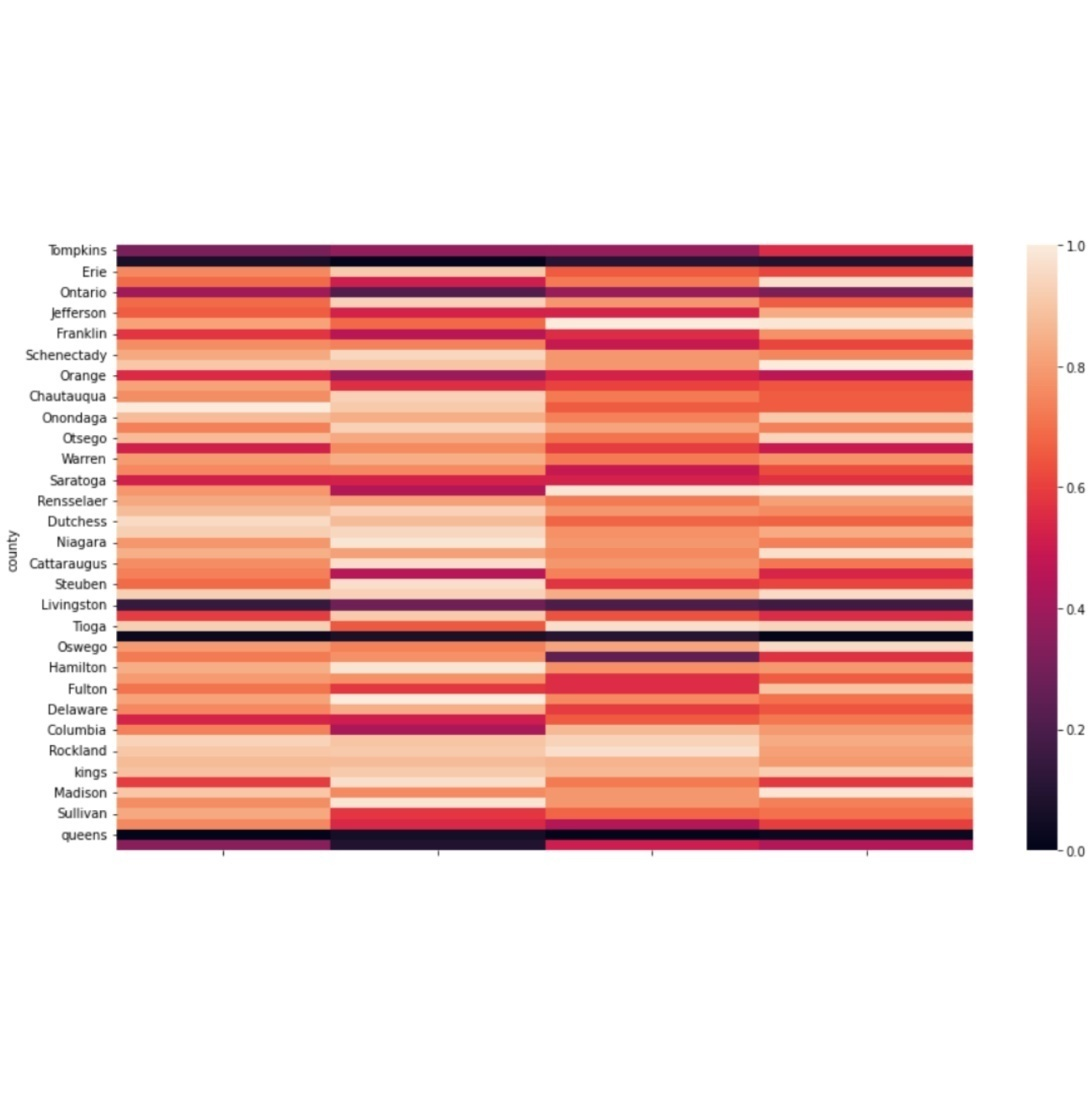 Tompkins
Erie
Ontario
Jefferson
Franklin
Schenectady
Orange
Chautauqua
Onondaga
Otsego
Warren
Saratoga
Rensselaer
Dutchess
Niagara
Cattaraugus
Steuben
Livingston
Tioga
Oswego
Hamilton
Fulton
Delaware
Columbia
Rockland
kings
Madison
Sullivan
queens
county
1.0
0.8
0.6
0.4
0.2
0.0